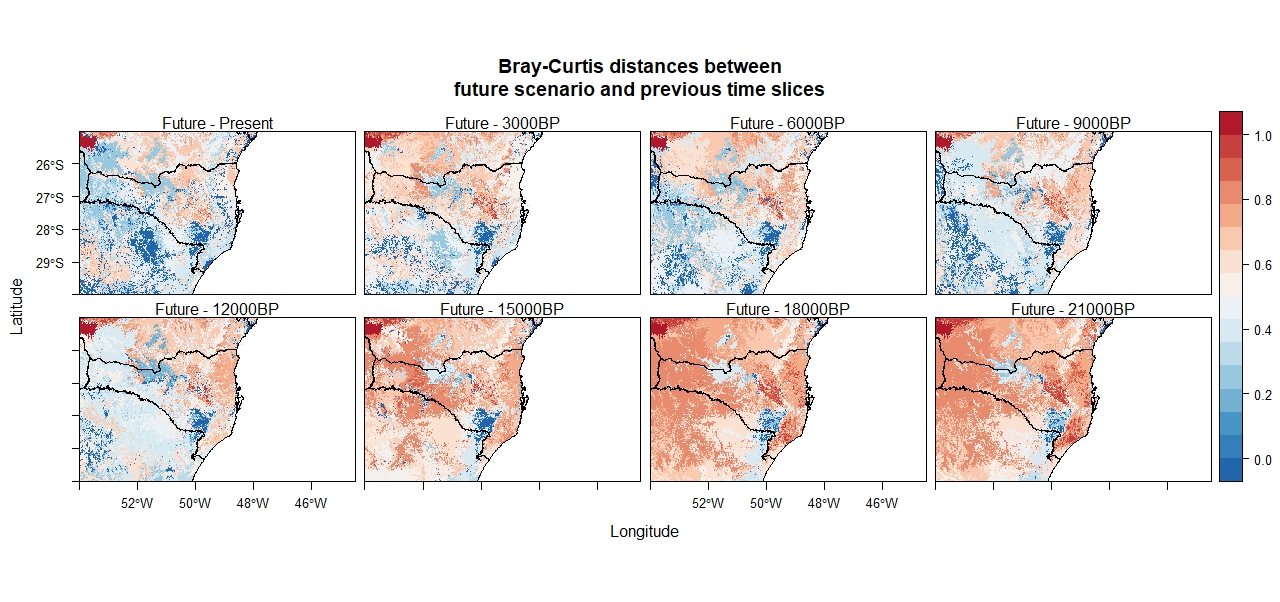 Bray-Curtis distances between
future scenario and previous time slices
Future - Present
Future - 3000BP
Future - 6000BP
Future - 9000BP
26°S
27°S
28°S
29°S
Future - 12000BP
Future - 15000BP
Future - 18000BP
Future - 21000BP
52°W 50°W 48°W 46°W
52°W 50°W 48°W 46°W
Latitude
Longitude
1.0
0.8
0.6
0.4
0.2
0.0